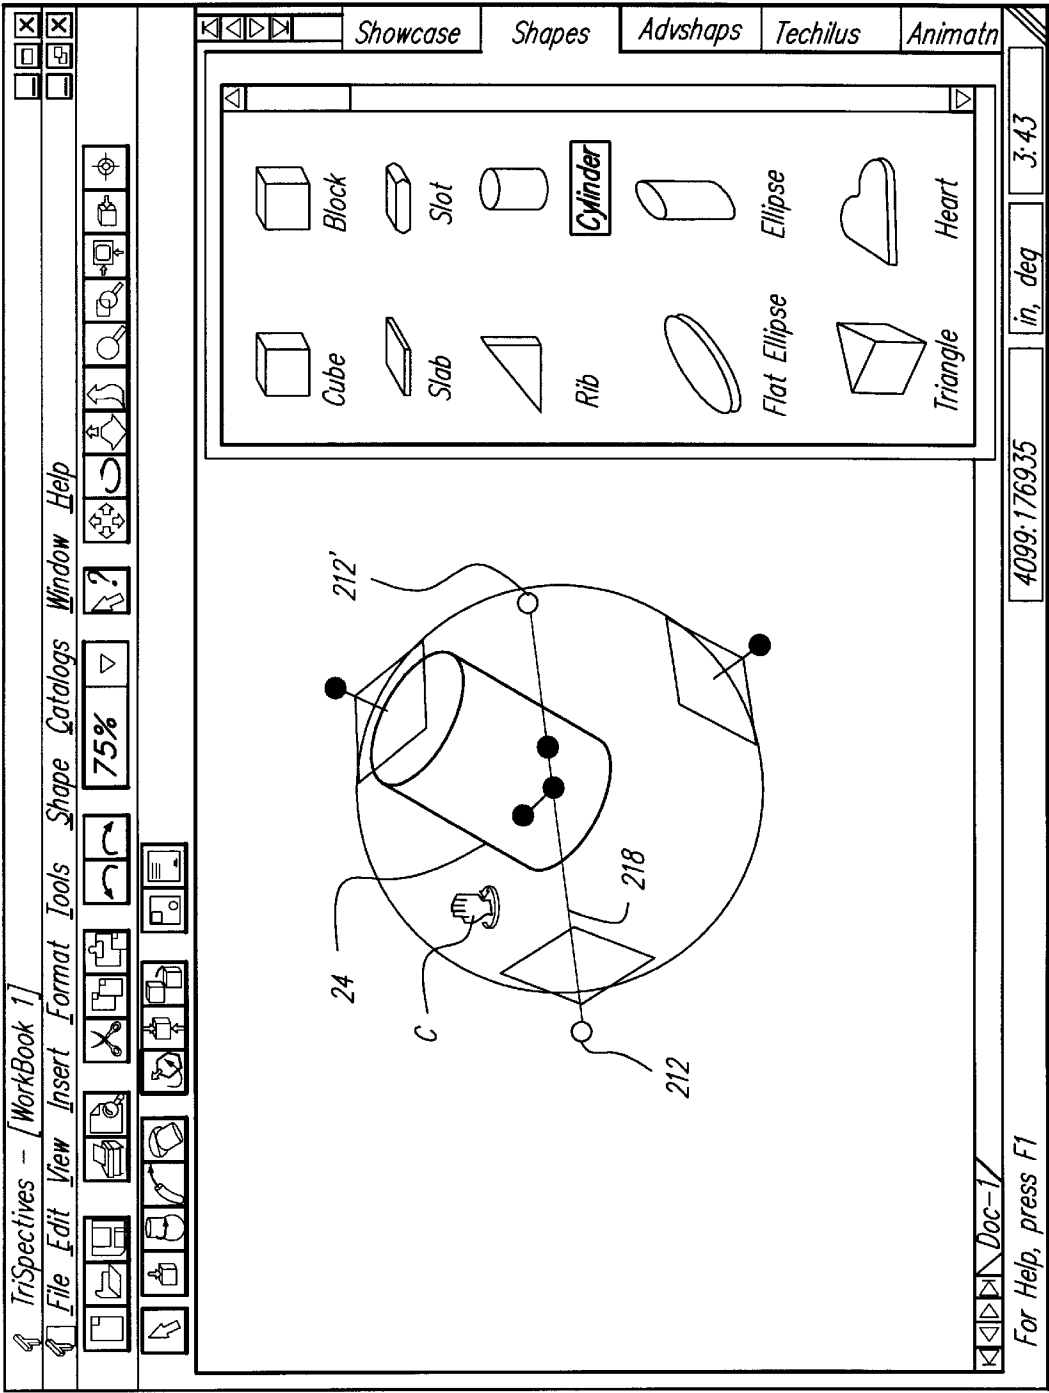 TriSpectives – [WorkBook 1]
File Edit View Insert Format Tools Shape Catalogs Window Help
75%
?
Showcase
Shapes
Advshaps
Techilus
Animatn
Cube
Block
Slab
Slot
Rib
Cylinder
Flat Ellipse
Ellipse
Triangle
Heart
24
C
212
218
212'
Doc-1
For Help, press F1
4099:176935
in, deg
3:43